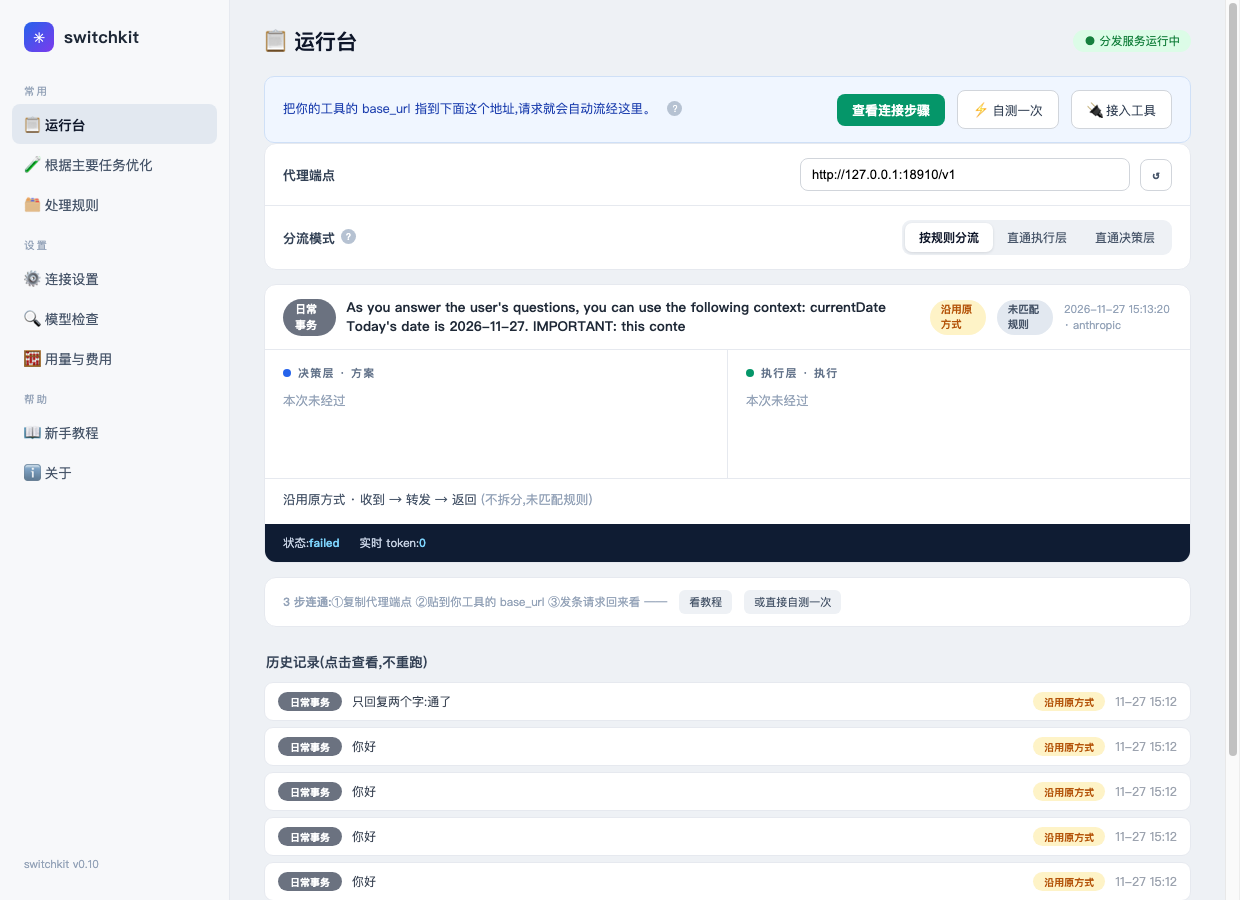 switchkit
常用
运行台
根据主要任务优化
处理规则
设置
连接设置
模型检查
用量与费用
帮助
新手教程
关于
switchkit v0.10
运行台
分发服务运行中
把你的工具的 base_url 指到下面这个地址,请求就会自动流经这里。 ?
查看连接步骤
⚡ 自测一次
接入工具
代理端点
http://127.0.0.1:18910/v1
↺
分流模式 ?
按规则分流
直通执行层
直通决策层
日常
事务
As you answer the user's questions, you can use the following context: currentDate
Today's date is 2026-11-27. IMPORTANT: this conte
沿用原
方式
未匹配
规则
2026-11-27 15:13:20
· anthropic
决策层 · 方案
本次未经过
执行层 · 执行
本次未经过
沿用原方式 · 收到 → 转发 → 返回 (不拆分,未匹配规则)
状态:failed 实时 token:0
3 步连通:①复制代理端点 ②贴到你工具的 base_url ③发条请求回来看 ——
看教程
或直接自测一次
历史记录(点击查看,不重跑)
日常事务 只回复两个字:通了 沿用原方式 11-27 15:12
日常事务 你好 沿用原方式 11-27 15:12
日常事务 你好 沿用原方式 11-27 15:12
日常事务 你好 沿用原方式 11-27 15:12
日常事务 你好 沿用原方式 11-27 15:12